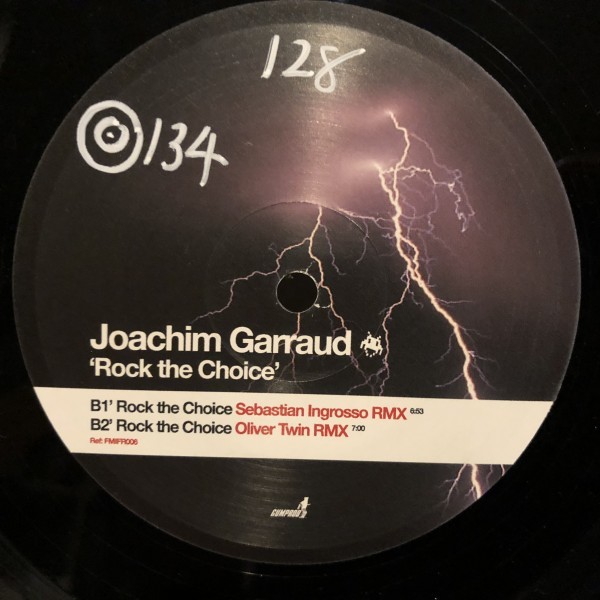 128
134
Joachim Garraud
‘Rock the Choice’
B1’ Rock the Choice Sebastian Ingrosso RMX 6:53
B2’ Rock the Choice Oliver Twin RMX 7:00
Ref: FMIFR006